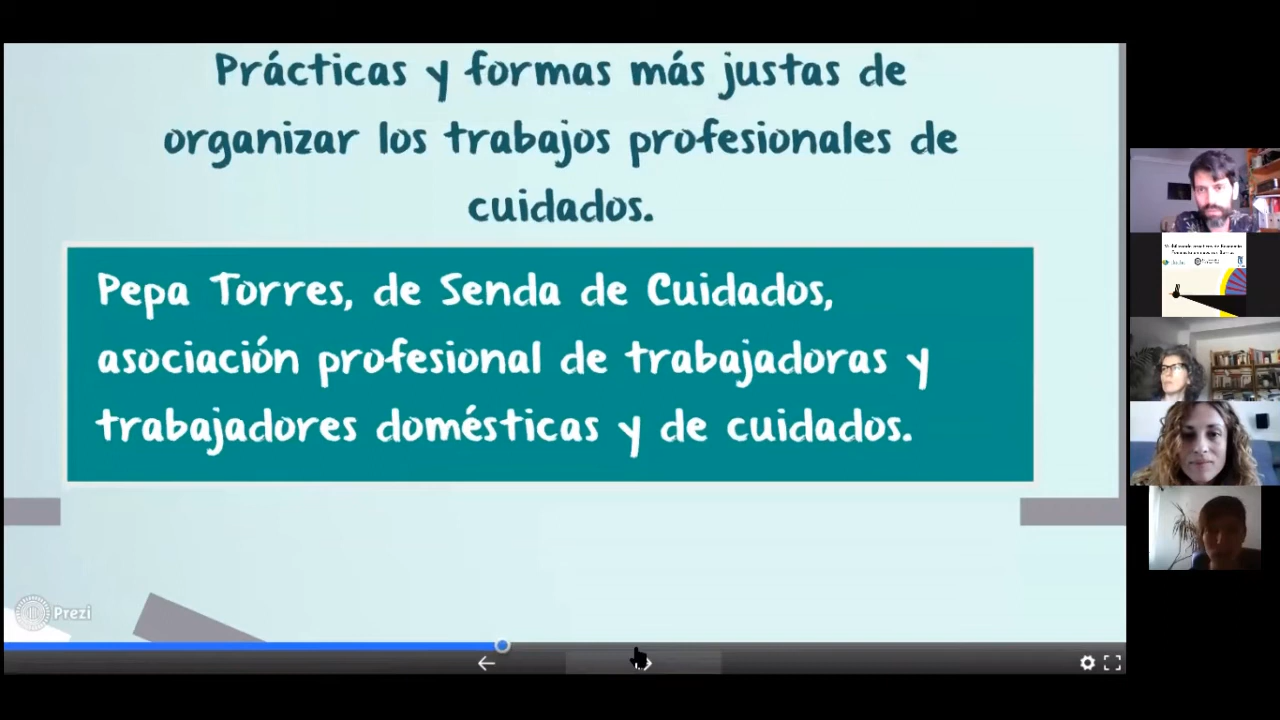 Prácticas y formas más justas de
organizar los trabajos profesionales de
cuidados.
Pepa Torres, de Senda de Cuidados,
asociación profesional de trabajadoras y
trabajadores domésticas y de cuidados.
Prezi